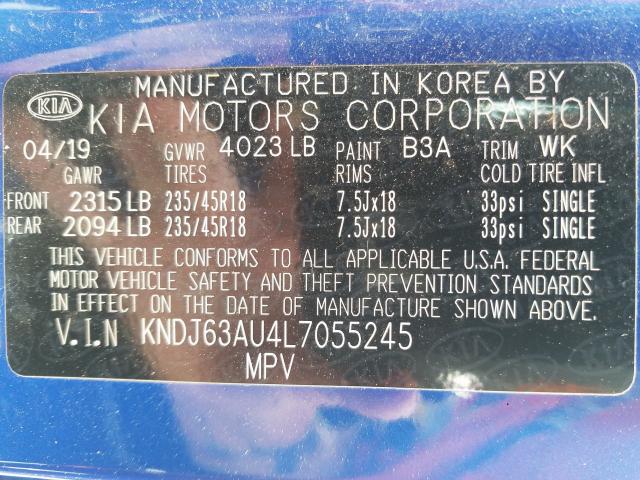 MANUFACTURED IN KOREA BY
KIA KIA MOTORS CORPORATION
04/19 GVWR 4023 LB PAINT B3A TRIM WK
GAWR TIRES RIMS COLD TIRE INFL
FRONT 2315 LB 235/45R18 7.5Jx18 33psi SINGLE
REAR 2094 LB 235/45R18 7.5Jx18 33psi SINGLE
THIS VEHICLE CONFORMS TO ALL APPLICABLE U.S.A. FEDERAL
MOTOR VEHICLE SAFETY AND THEFT PREVENTION STANDARDS
IN EFFECT ON THE DATE OF MANUFACTURE SHOWN ABOVE.
V.I.N KNDJ63AU4L7055245
MPV